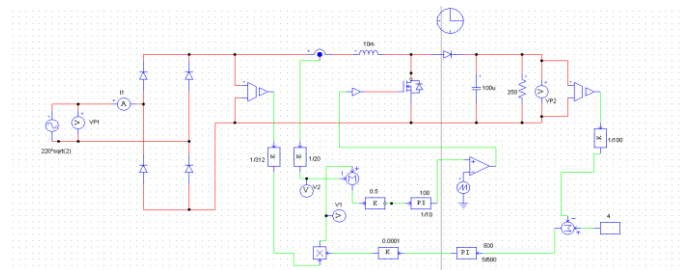 10m
I1
A
VP1
V
220*sqrt(2)
100u
250
VP2
V
K
1/100
K
1/312
K
1/20
V
V2
M
0.5
K
100
PI
1/10
V1
V
4
0.0001
K
500
PI
5/600